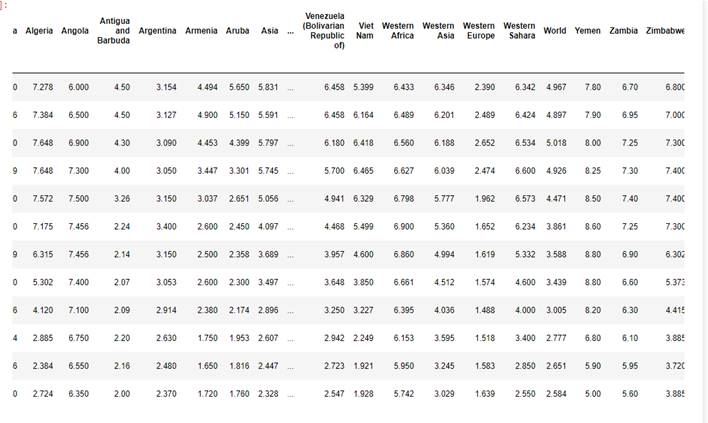 ]:
a Algeria Angola Antigua and Barbuda Argentina Armenia Aruba Asia ... Venezuela (Bolivarian Republic of) Viet Nam Western Africa Western Asia Western Europe Western Sahara World Yemen Zambia Zimbabwe
0 7.278 6.000 4.50 3.154 4.494 5.650 5.831 ... 6.458 5.399 6.433 6.346 2.390 6.342 4.967 7.80 6.70 6.800
6 7.384 6.500 4.50 3.127 4.900 5.150 5.591 ... 6.458 6.164 6.489 6.201 2.489 6.424 4.897 7.90 6.95 7.000
0 7.648 6.900 4.30 3.090 4.453 4.399 5.797 ... 6.180 6.418 6.560 6.188 2.652 6.534 5.018 8.00 7.25 7.300
9 7.648 7.300 4.00 3.050 3.447 3.301 5.745 ... 5.700 6.465 6.627 6.039 2.474 6.600 4.926 8.25 7.30 7.400
0 7.572 7.500 3.26 3.150 3.037 2.651 5.056 ... 4.941 6.329 6.798 5.777 1.962 6.573 4.471 8.50 7.40 7.400
0 7.175 7.456 2.24 3.400 2.600 2.450 4.097 ... 4.468 5.499 6.900 5.360 1.652 6.234 3.861 8.60 7.25 7.300
9 6.315 7.456 2.14 3.150 2.500 2.358 3.689 ... 3.957 4.600 6.860 4.994 1.619 5.332 3.588 8.80 6.90 6.302
0 5.302 7.400 2.07 3.053 2.600 2.300 3.497 ... 3.648 3.850 6.661 4.512 1.574 4.600 3.439 8.80 6.60 5.373
6 4.120 7.100 2.09 2.914 2.380 2.174 2.896 ... 3.250 3.227 6.395 4.036 1.488 4.000 3.005 8.20 6.30 4.415
4 2.885 6.750 2.20 2.630 1.750 1.953 2.607 ... 2.942 2.249 6.153 3.595 1.518 3.400 2.777 6.80 6.10 3.885
6 2.384 6.550 2.16 2.480 1.650 1.816 2.447 ... 2.723 1.921 5.950 3.245 1.583 2.850 2.651 5.90 5.95 3.720
0 2.724 6.350 2.00 2.370 1.720 1.760 2.328 ... 2.547 1.928 5.742 3.029 1.639 2.550 2.584 5.00 5.60 3.885